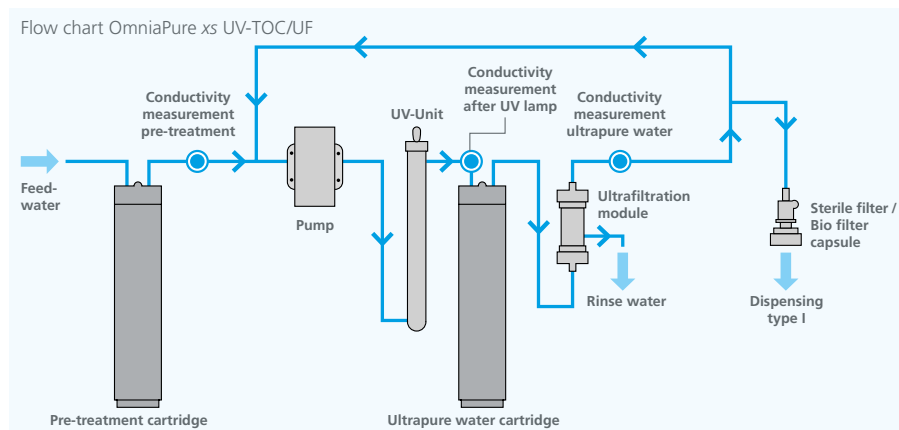 Flow chart OmniaPure xs UV-TOC/UF
Conductivity
measurement
pre-treatment
UV-Unit
Conductivity
measurement
after UV lamp
Conductivity
measurement
ultrapure water
Feed-
water
Pump
Ultrafiltration
module
Sterile filter /
Bio filter
capsule
Rinse water
Dispensing
type I
Pre-treatment cartridge
Ultrapure water cartridge